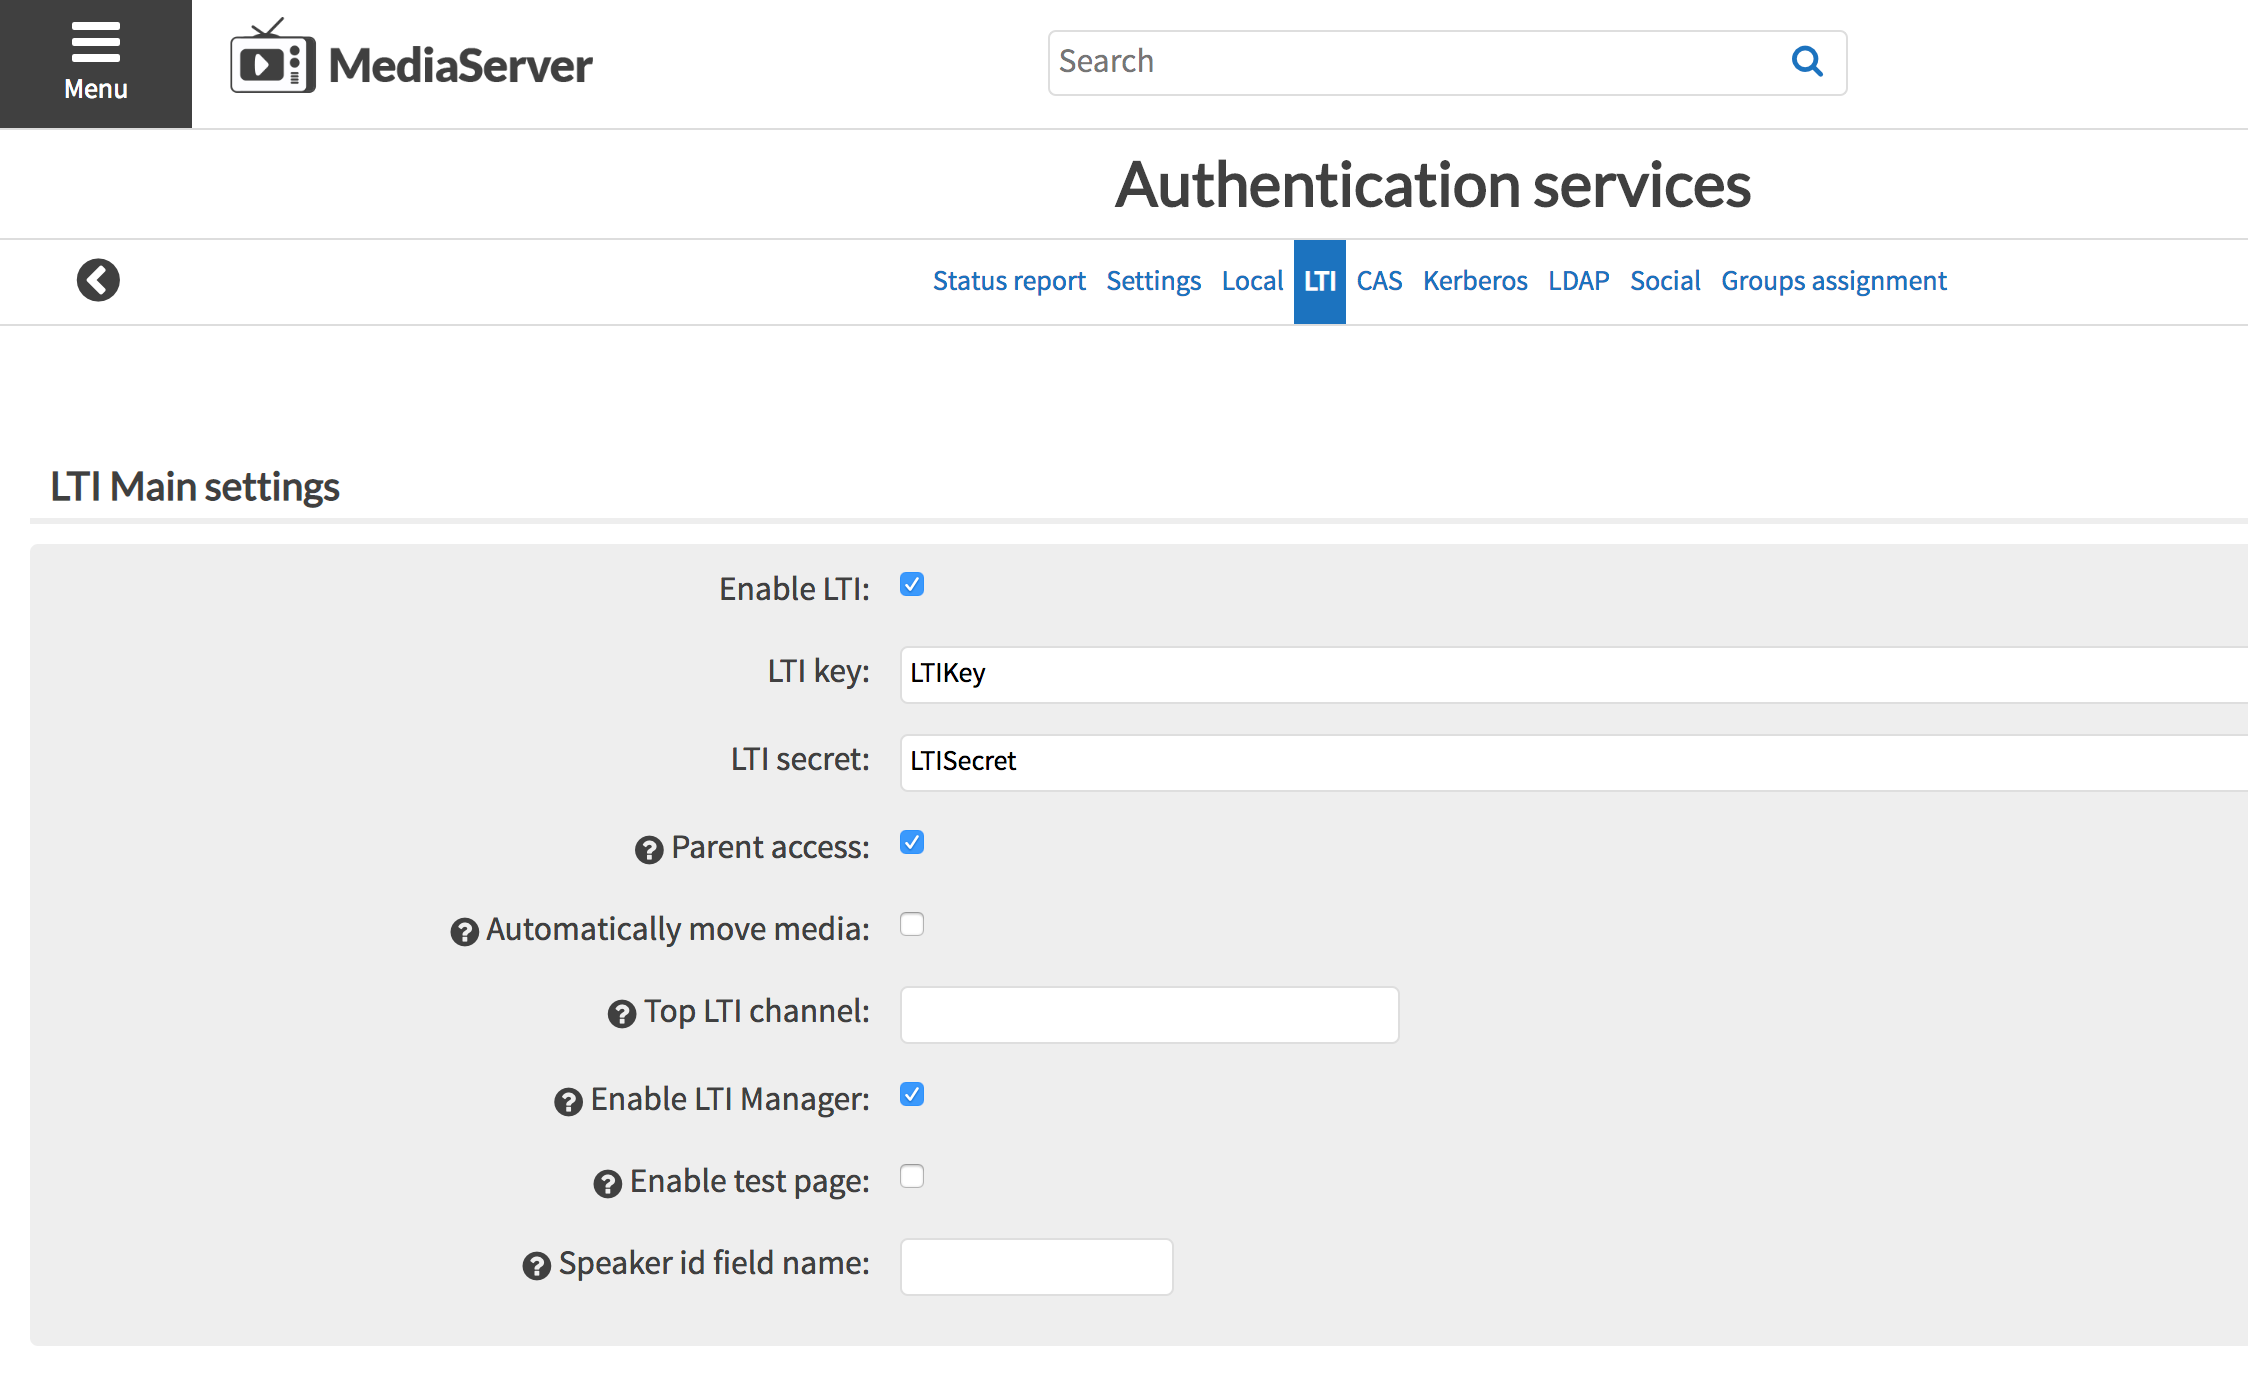 Menu
MediaServer
Search
Authentication services
Status report Settings Local LTI CAS Kerberos LDAP Social Groups assignment
LTI Main settings
Enable LTI:
LTI key: LTIKey
LTI secret: LTISecret
? Parent access:
? Automatically move media:
? Top LTI channel:
? Enable LTI Manager:
? Enable test page:
? Speaker id field name: